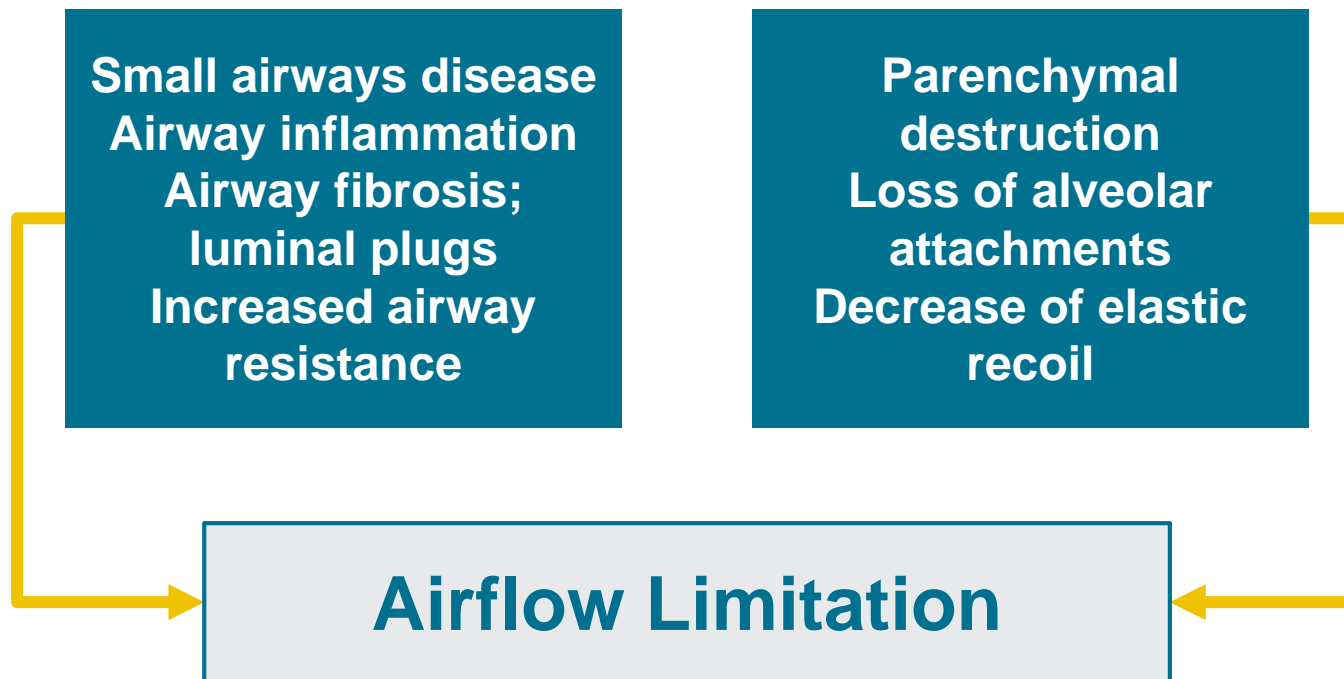 Small airways disease
Airway inflammation
Airway fibrosis;
luminal plugs
Increased airway
resistance
Parenchymal
destruction
Loss of alveolar
attachments
Decrease of elastic
recoil
Airflow Limitation